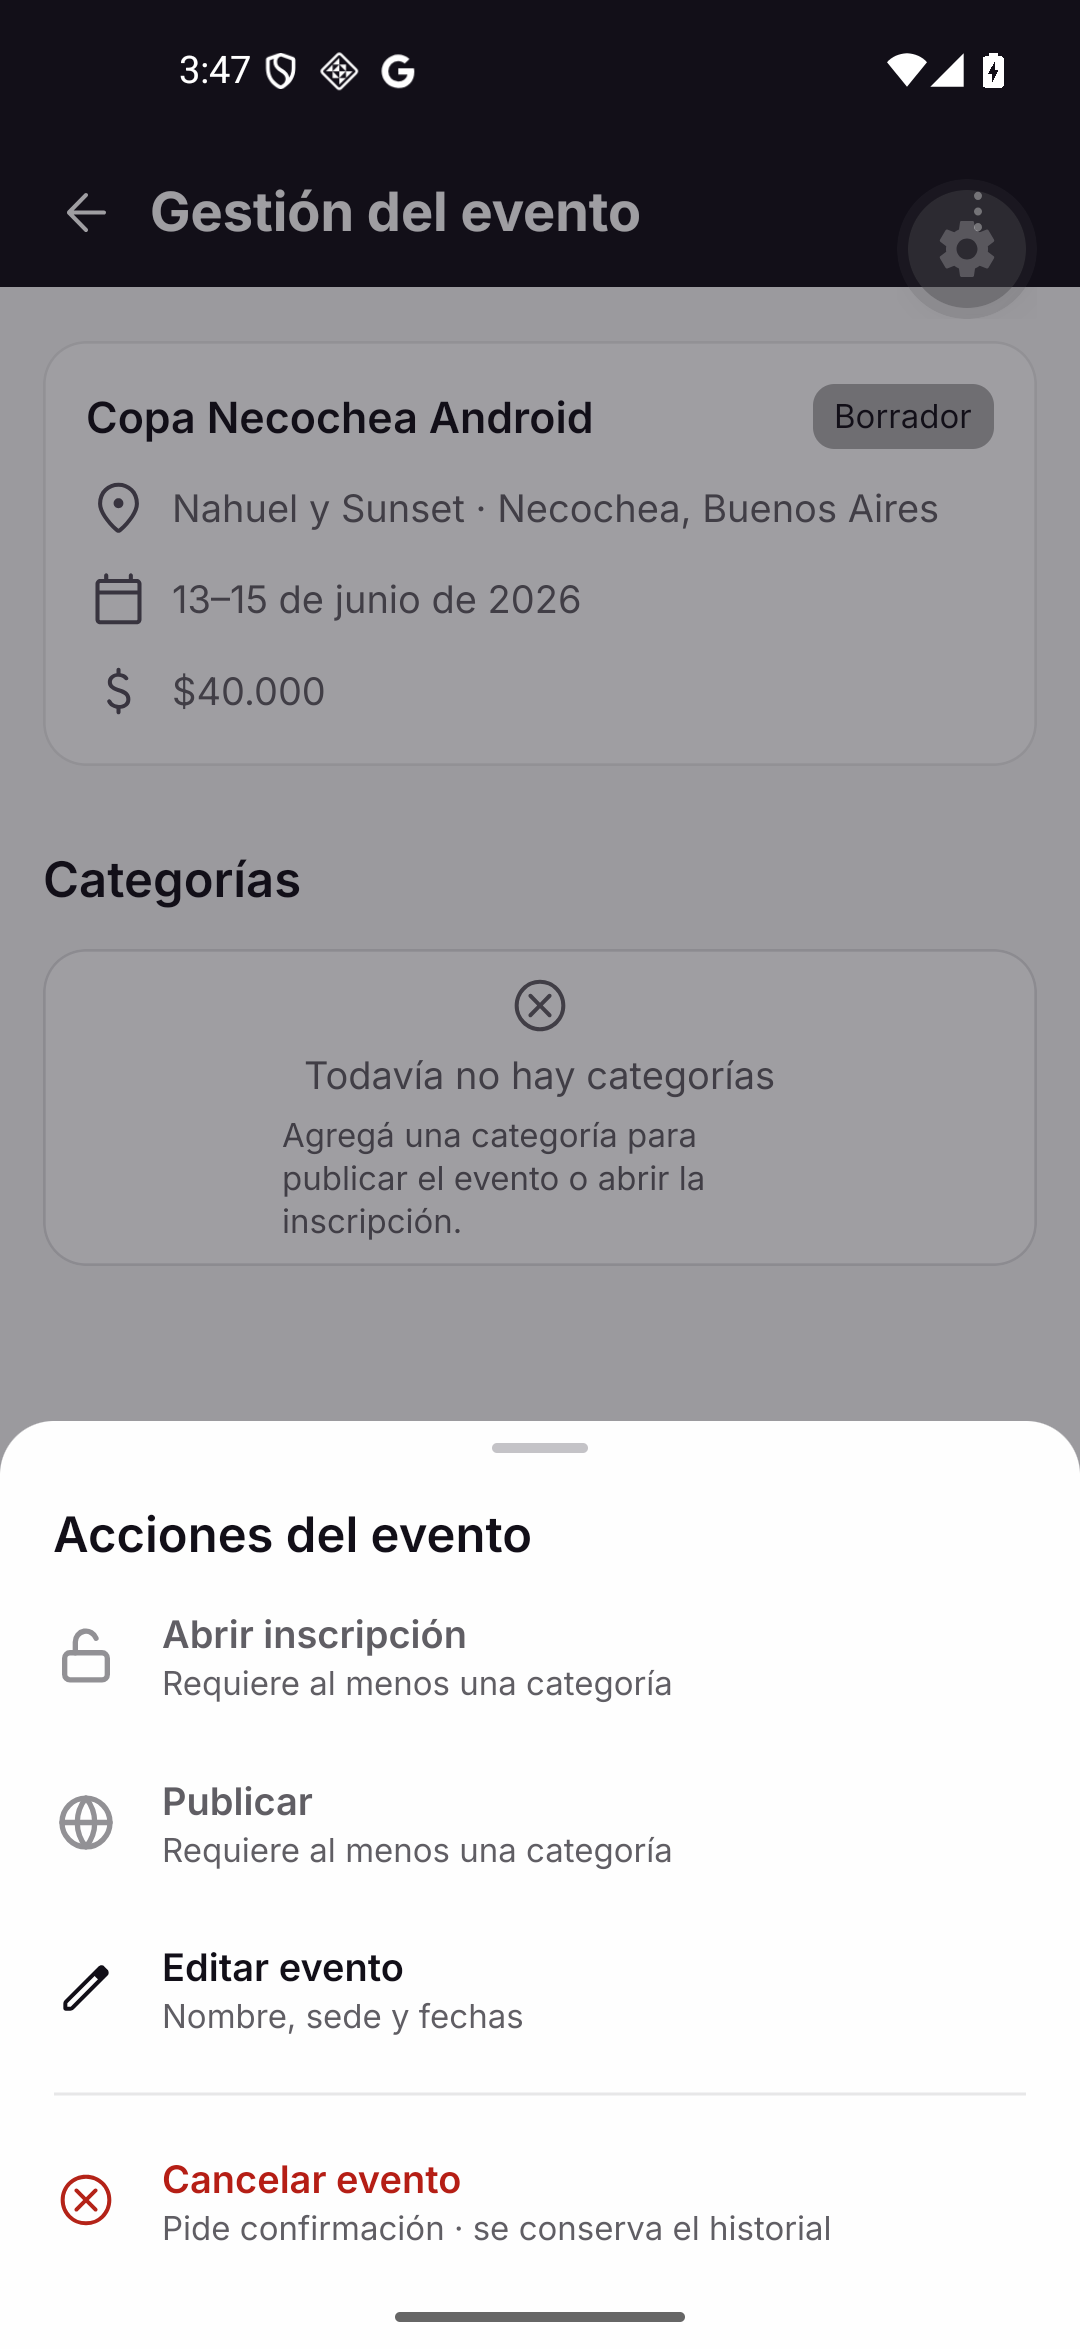 3:47
Gestión del evento
Copa Necochea Android
Borrador
Nahuel y Sunset · Necochea, Buenos Aires
13–15 de junio de 2026
$40.000
Categorías
Todavía no hay categorías
Agregá una categoría para
publicar el evento o abrir la
inscripción.
Acciones del evento
Abrir inscripción
Requiere al menos una categoría
Publicar
Requiere al menos una categoría
Editar evento
Nombre, sede y fechas
Cancelar evento
Pide confirmación · se conserva el historial